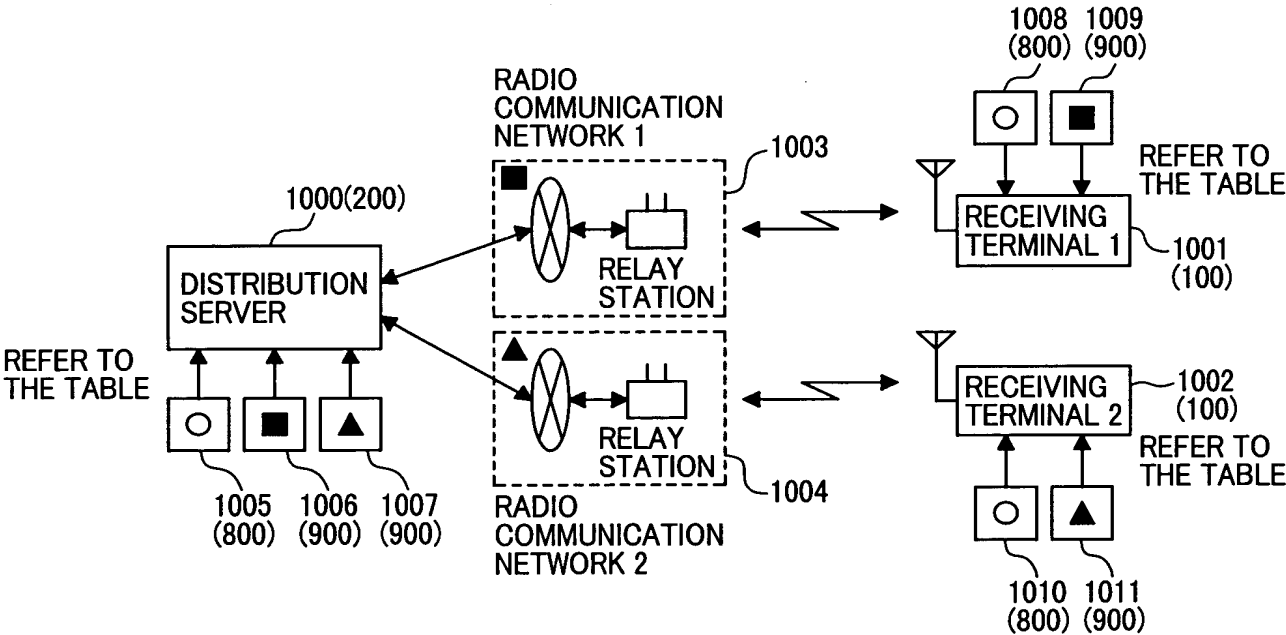 1008
(800)
1009
(900)
RADIO
COMMUNICATION
NETWORK 1
1003
REFER TO
THE TABLE
1000(200)
RECEIVING
TERMINAL 1
1001
(100)
DISTRIBUTION
SERVER
RELAY
STATION
REFER TO
THE TABLE
RECEIVING
TERMINAL 2
1002
(100)
RELAY
STATION
REFER TO
THE TABLE
1004
1005
(800)
1006
(900)
1007
(900)
RADIO
COMMUNICATION
NETWORK 2
1010
(800)
1011
(900)